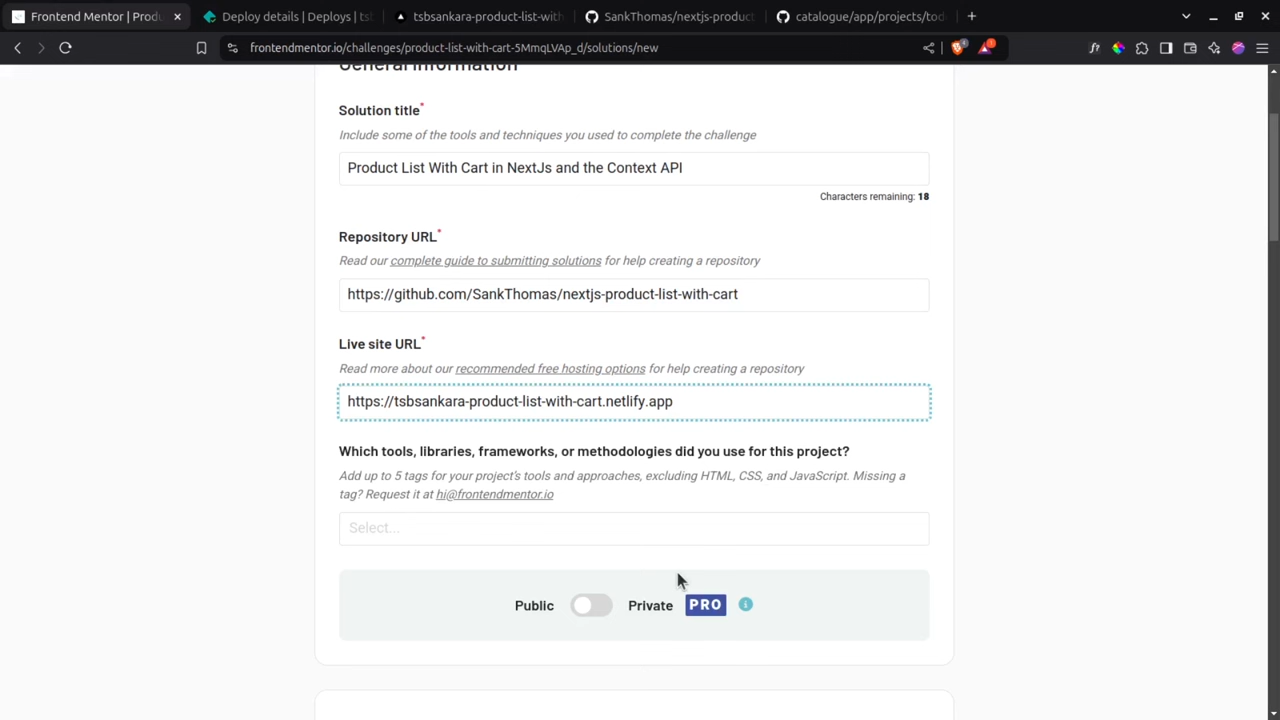 Frontend Mentor | Produ
Deploy details | Deploys | tsb
tsbsankara-product-list-with-
SankThomas/nextjs-product
catalogue/app/projects/tod
frontendmentor.io/challenges/product-list-with-cart-5MmqLVAp_d/solutions/new
General information
Solution title*
Include some of the tools and techniques you used to complete the challenge
Product List With Cart in NextJs and the Context API
Characters remaining: 18
Repository URL*
Read our complete guide to submitting solutions for help creating a repository
https://github.com/SankThomas/nextjs-product-list-with-cart
Live site URL*
Read more about our recommended free hosting options for help creating a repository
https://tsbsankara-product-list-with-cart.netlify.app
Which tools, libraries, frameworks, or methodologies did you use for this project?
Add up to 5 tags for your project's tools and approaches, excluding HTML, CSS, and JavaScript. Missing a
tag? Request it at hi@frontendmentor.io
Select...
Public Private PRO